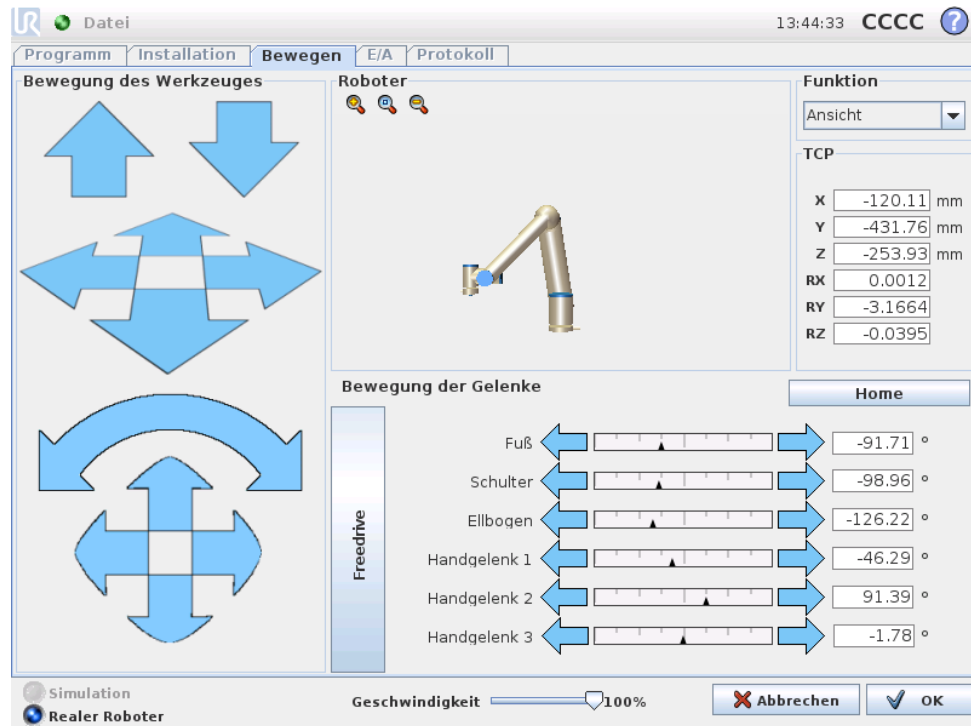 UR Datei 13:44:33 CCCC ?
Programm Installation Bewegen E/A Protokoll
Bewegung des Werkzeuges
Roboter
Funktion
Ansicht
TCP
X -120.11 mm
Y -431.76 mm
Z -253.93 mm
RX 0.0012
RY -3.1664
RZ -0.0395
Bewegung der Gelenke
Home
Freedrive
Fuß -91.71 °
Schulter -98.96 °
Ellbogen -126.22 °
Handgelenk 1 -46.29 °
Handgelenk 2 91.39 °
Handgelenk 3 -1.78 °
Simulation
Realer Roboter
Geschwindigkeit 100%
Abbrechen
OK